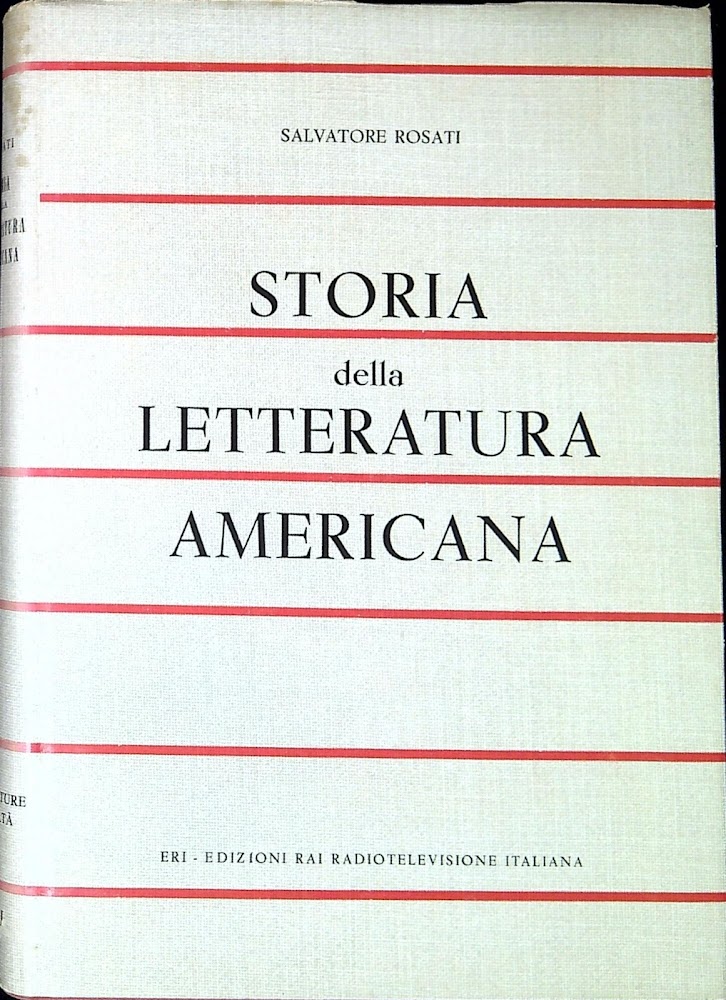 SALVATORE ROSATI
STORIA
della
LETTERATURA
AMERICANA
ERI - EDIZIONI RAI RADIOTELEVISIONE ITALIANA